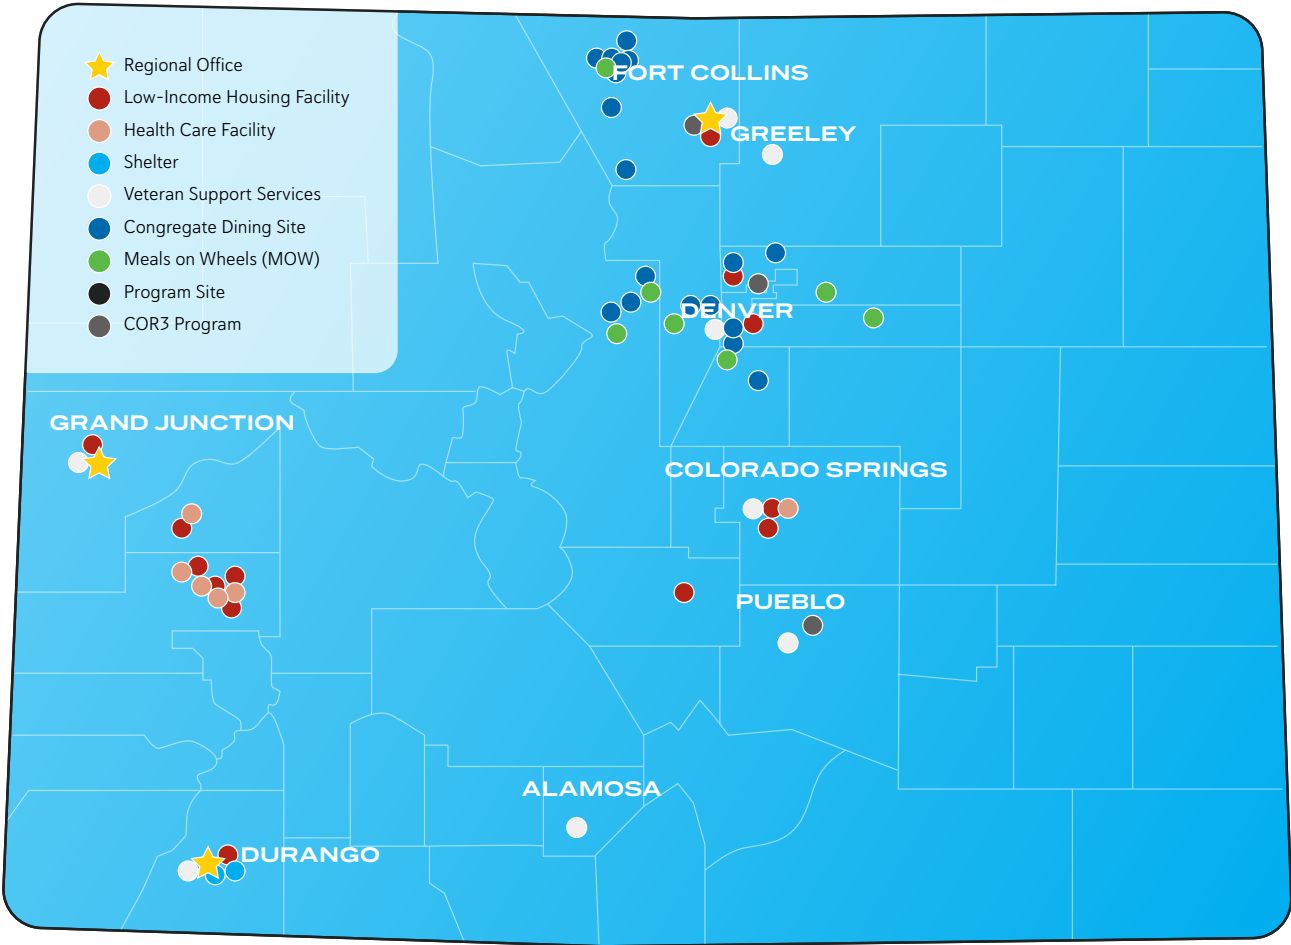 Regional Office
Low-Income Housing Facility
Health Care Facility
Shelter
Veteran Support Services
Congregate Dining Site
Meals on Wheels (MOW)
Program Site
COR3 Program
FORT COLLINS
GREELEY
DENVER
GRAND JUNCTION
COLORADO SPRINGS
PUEBLO
ALAMOSA
DURANGO